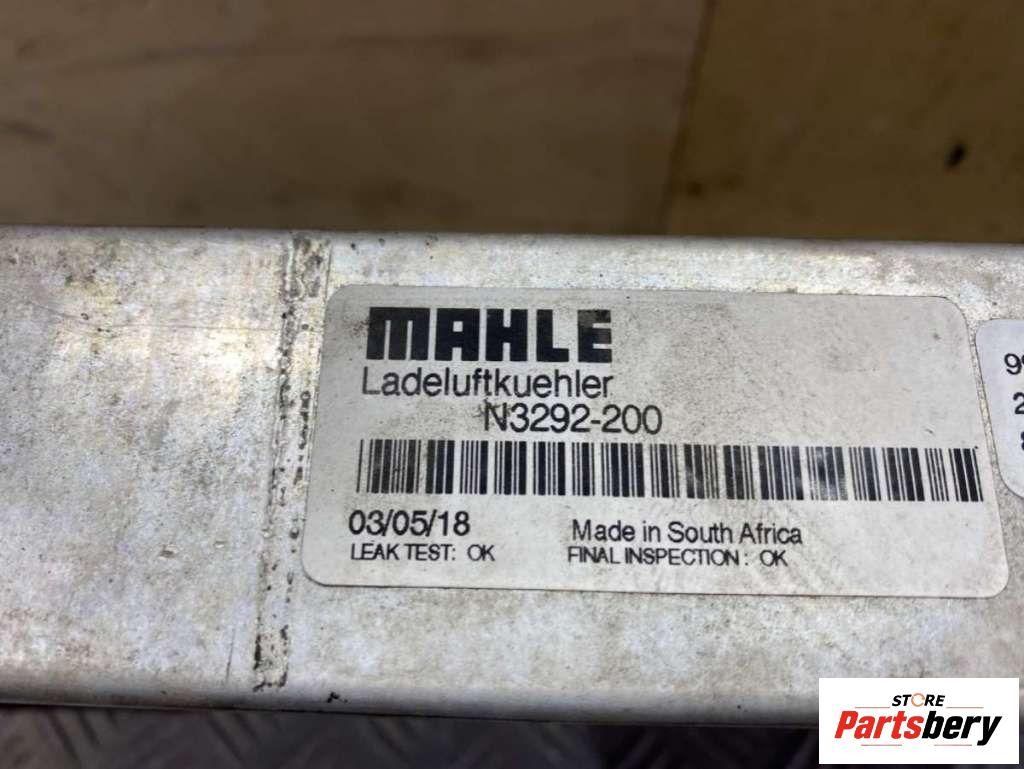 MAHLE
Ladeluftkuehler
N3292-200
03/05/18
Made in South Africa
LEAK TEST: OK
FINAL INSPECTION : OK
STORE
Partsbery